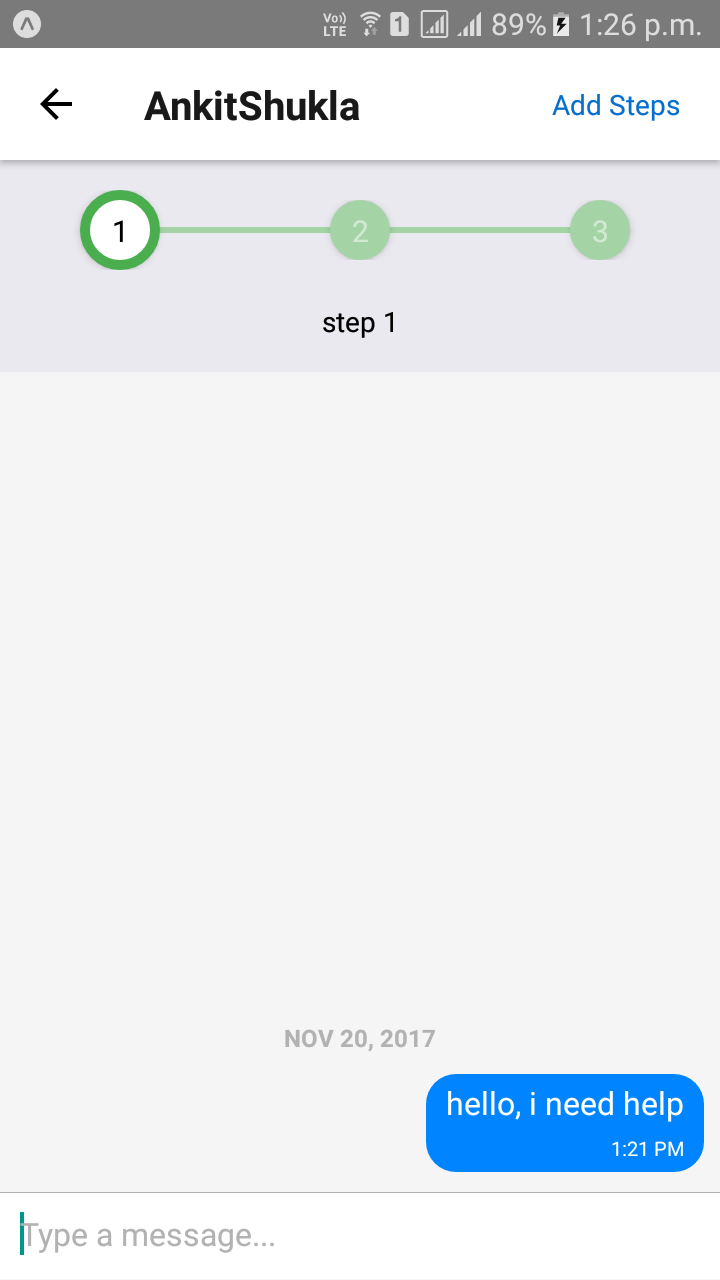 Vo)) LTE 1 89% 1:26 p.m.
AnkitShukla Add Steps
1 2 3
step 1
NOV 20, 2017
hello, i need help
1:21 PM
Type a message...